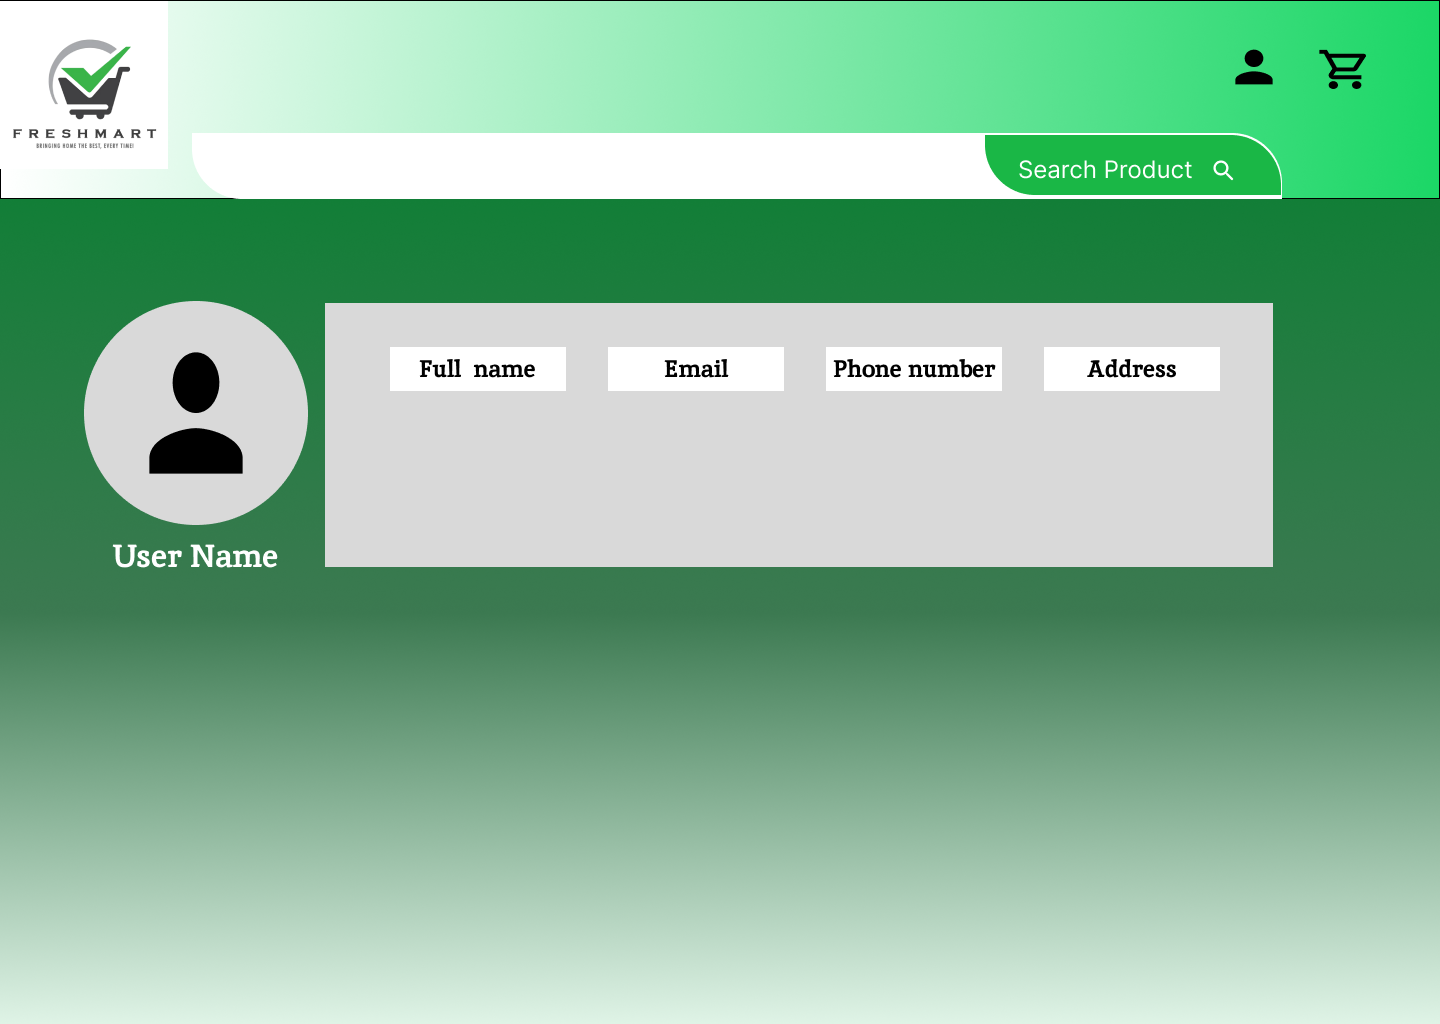 FRESHMART
BRINGING HOME THE BEST, EVERY TIME!
Search Product
Full name
Email
Phone number
Address
User Name